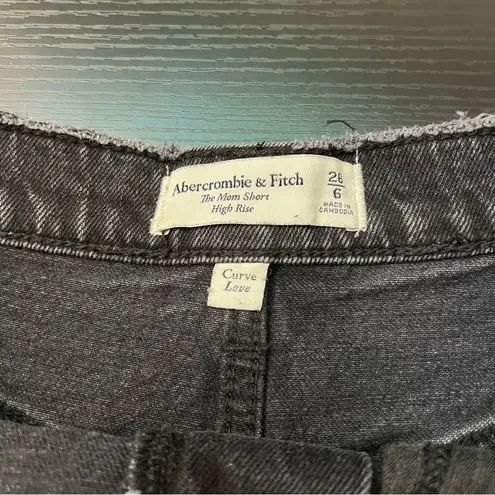 Abercrombie & Fitch
The Mom Short
High Rise
28
6
MADE IN
CAMBODIA
Curve
Love